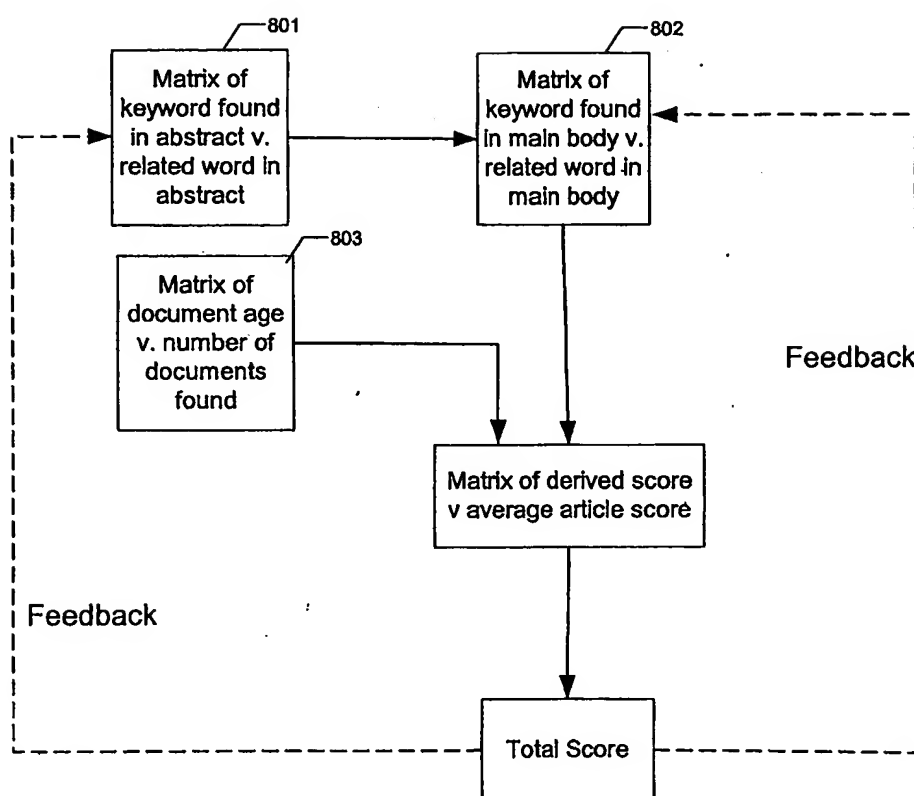 801
Matrix of
keyword found
in abstract v.
related word in
abstract
802
Matrix of
keyword found
in main body v.
related word in
main body
803
Matrix of
document age
v. number of
documents
found
Feedback
Matrix of derived score
v average article score
Feedback
Total Score